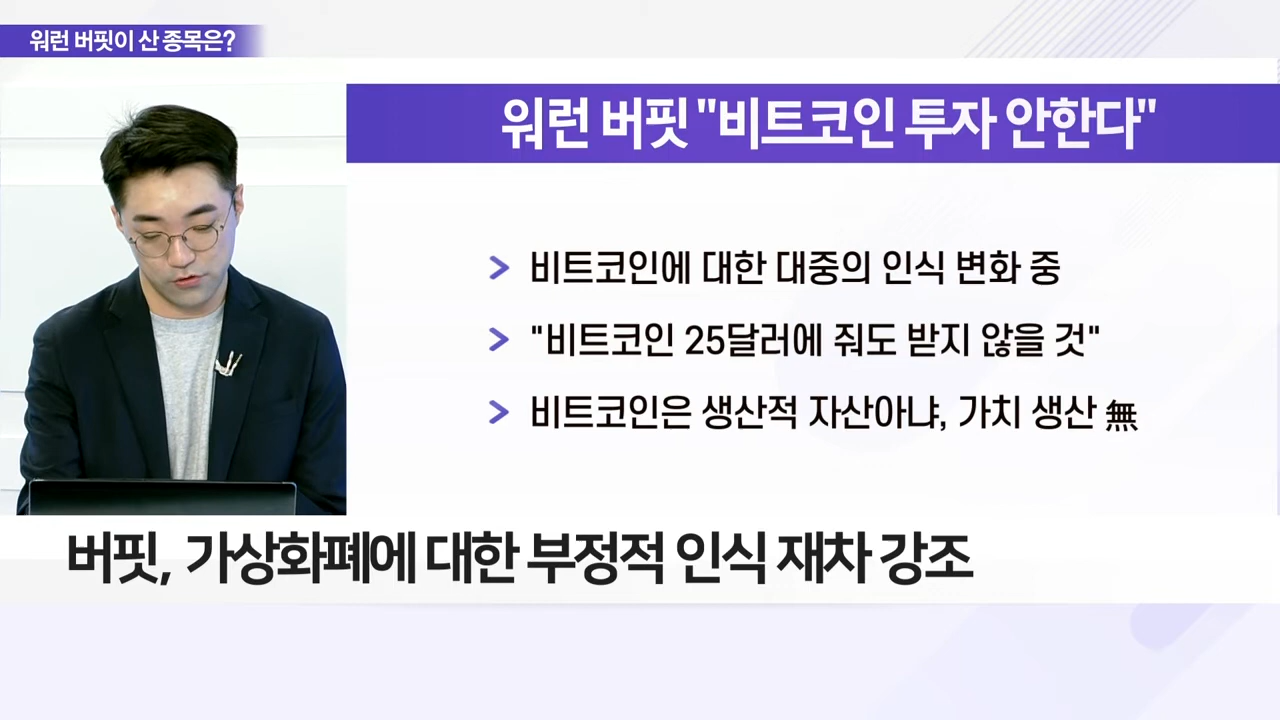 워런 버핏이 산 종목은?
워런 버핏 "비트코인 투자 안한다"
> 비트코인에 대한 대중의 인식 변화 중
> "비트코인 25달러에 줘도 받지 않을 것"
> 비트코인은 생산적 자산아냐, 가치 생산 無
버핏, 가상화폐에 대한 부정적 인식 재차 강조